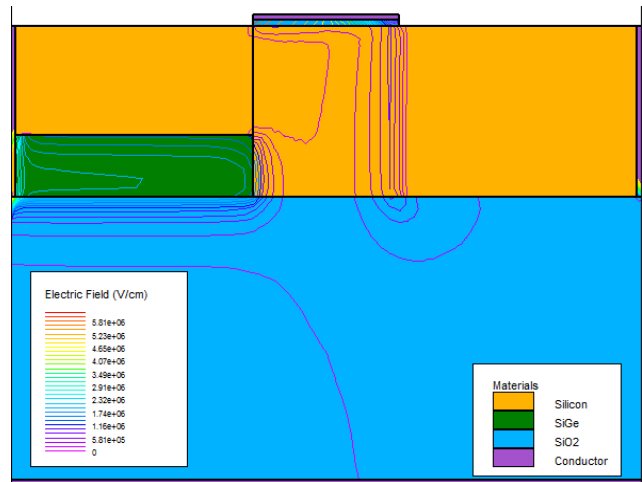 Electric Field (V/cm)
5.81e+06
5.23e+06
4.65e+06
4.07e+06
3.49e+06
2.91e+06
2.32e+06
1.74e+06
1.16e+06
5.81e+05
0
Materials
Silicon
SiGe
SiO2
Conductor